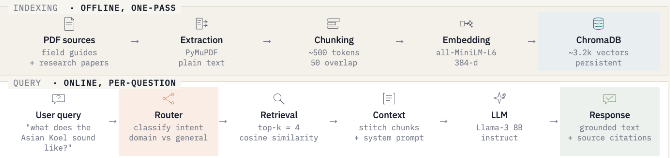 INDEXING · OFFLINE, ONE-PASS
PDF sources → Extraction → Chunking → Embedding → ChromaDB
field guides PyMuPDF ~500 tokens all-MiniLM-L6 ~3.2k vectors
+ research papers plain text 50 overlap 384-d persistent
QUERY · ONLINE, PER-QUESTION
User query → Router → Retrieval → Context → LLM → Response
"what does the classify intent top-k = 4 stitch chunks Llama-3 8B grounded text
Asian Koel sound domain vs general cosine similarity + system prompt instruct + source citations
like?"